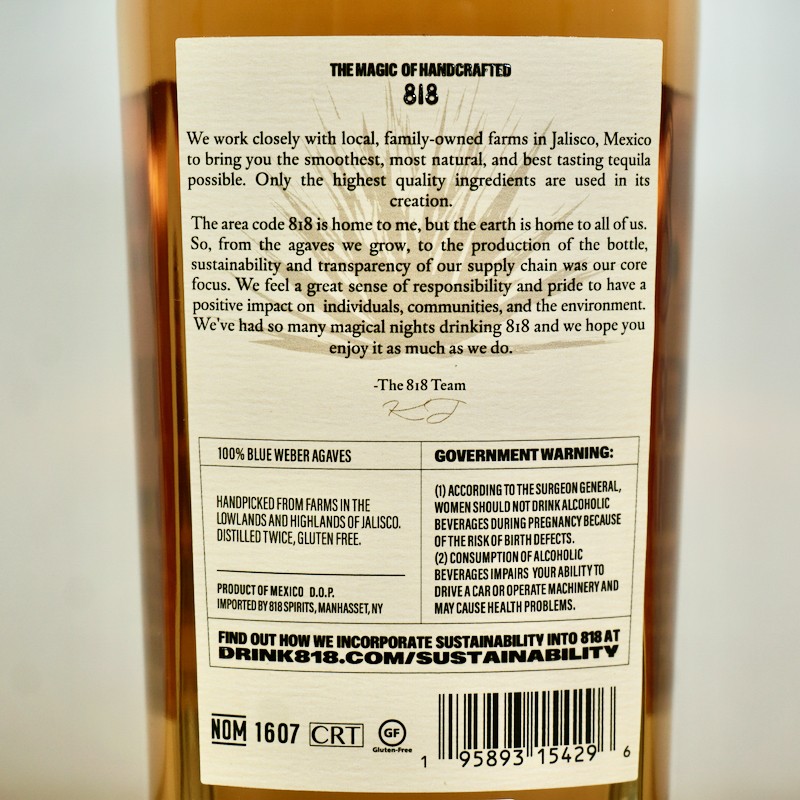 THE MAGIC OF HANDCRAFTED
818
We work closely with local, family-owned farms in Jalisco, Mexico
to bring you the smoothest, most natural, and best tasting tequila
possible. Only the highest quality ingredients are used in its
creation.
The area code 818 is home to me, but the earth is home to all of us.
So, from the agaves we grow, to the production of the bottle,
sustainability and transparency of our supply chain was our core
focus. We feel a great sense of responsibility and pride to have a
positive impact on individuals, communities, and the environment.
We've had so many magical nights drinking 818 and we hope you
enjoy it as much as we do.
-The 818 Team
KJ
100% BLUE WEBER AGAVES
HANDPICKED FROM FARMS IN THE
LOWLANDS AND HIGHLANDS OF JALISCO.
DISTILLED TWICE, GLUTEN FREE.
PRODUCT OF MEXICO D.O.P.
IMPORTED BY 818 SPIRITS, MANHASSET, NY
GOVERNMENT WARNING:
(1) ACCORDING TO THE SURGEON GENERAL,
WOMEN SHOULD NOT DRINK ALCOHOLIC
BEVERAGES DURING PREGNANCY BECAUSE
OF THE RISK OF BIRTH DEFECTS.
(2) CONSUMPTION OF ALCOHOLIC
BEVERAGES IMPAIRS YOUR ABILITY TO
DRIVE A CAR OR OPERATE MACHINERY AND
MAY CAUSE HEALTH PROBLEMS.
FIND OUT HOW WE INCORPORATE SUSTAINABILITY INTO 818 AT
DRINK818.COM/SUSTAINABILITY
NOM 1607 CRT GF
Gluten-Free
1 95893 15429 6